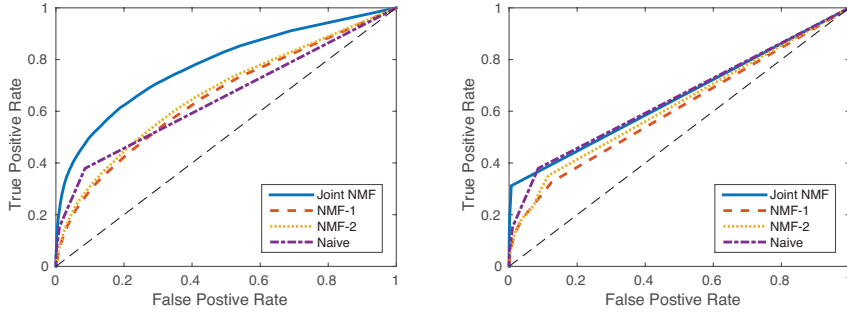 1
0.8
0.6
0.4
0.2
0
True Positive Rate
0 0.2 0.4 0.6 0.8 1
False Postive Rate
Joint NMF
NMF-1
NMF-2
Naive
1
0.8
0.6
0.4
0.2
0
True Positive Rate
0 0.2 0.4 0.6 0.8
False Postive Rate
Joint NMF
NMF-1
NMF-2
Naive